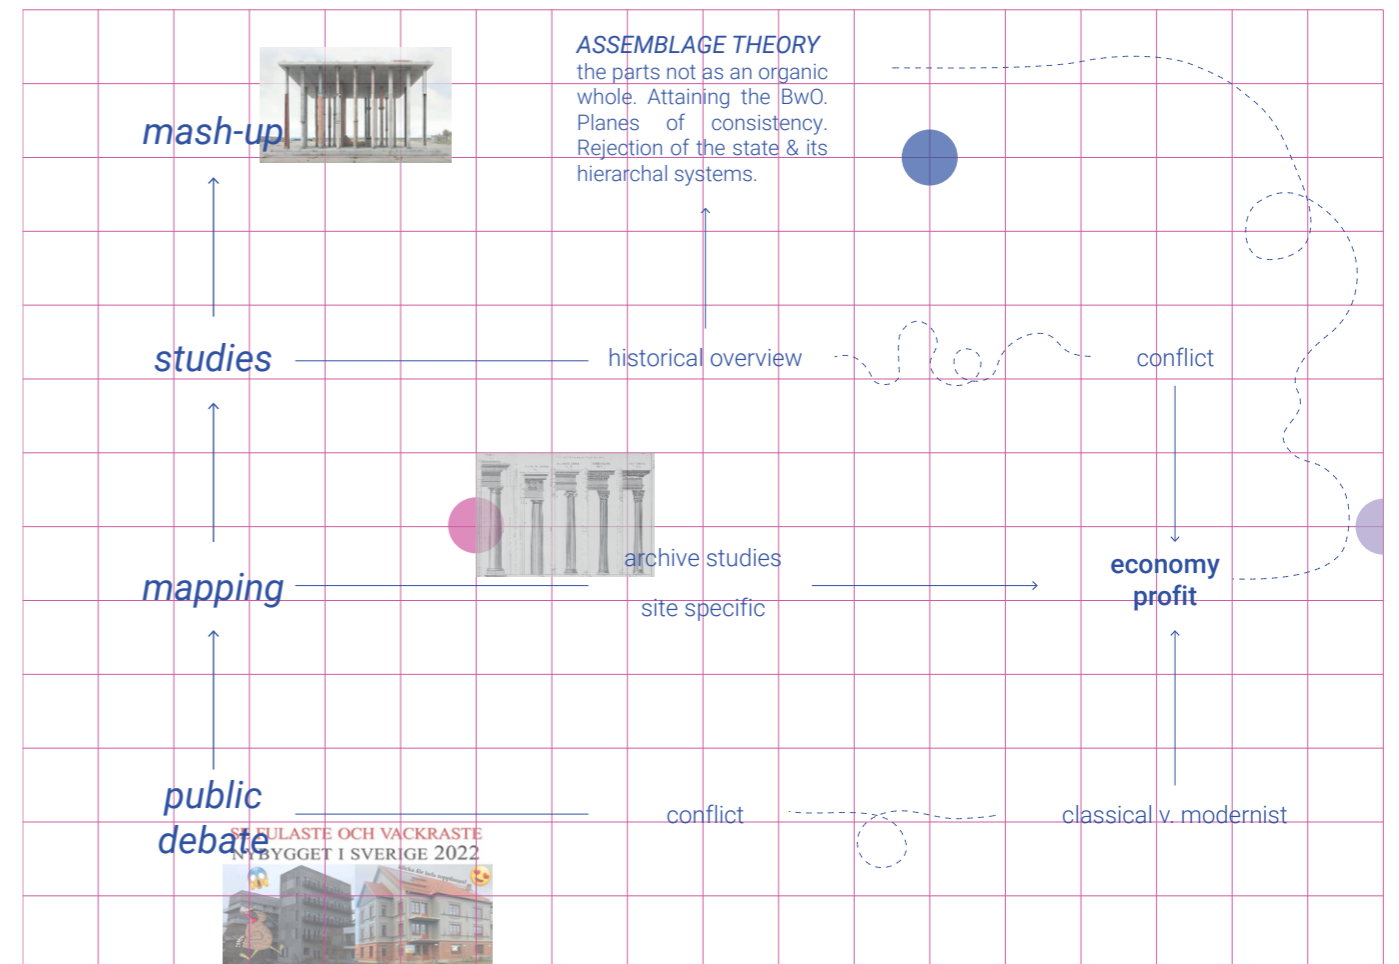 ASSEMBLAGE THEORY
the parts not as an organic
whole. Attaining the BwO.
Planes of consistency.
Rejection of the state & its
hierarchal systems.
mash-up
studies
historical overview
conflict
archive studies
mapping
site specific
economy
profit
public
debate
conflict
classical v. modernist
FULASTE OCH VACKRASTE
NYBYGGET I SVERIGE 2022